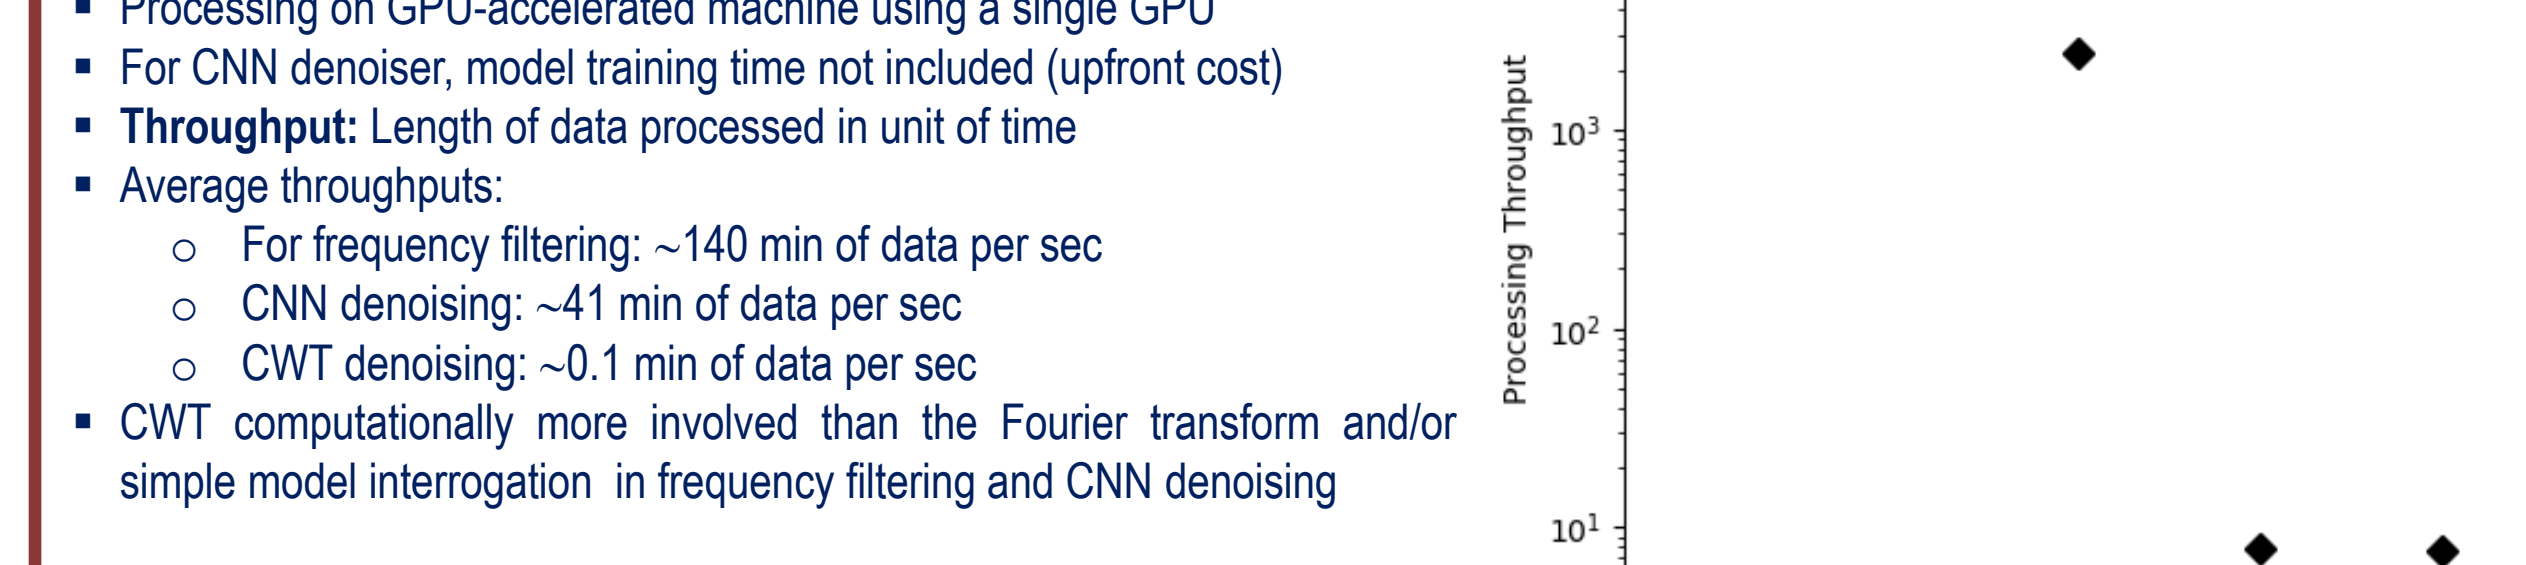 ▪ Processing on GPU-accelerated machine using a single GPU
▪ For CNN denoiser, model training time not included (upfront cost)
▪ Throughput: Length of data processed in unit of time
▪ Average throughputs:
○ For frequency filtering: ~140 min of data per sec
○ CNN denoising: ~41 min of data per sec
○ CWT denoising: ~0.1 min of data per sec
▪ CWT computationally more involved than the Fourier transform and/or
simple model interrogation in frequency filtering and CNN denoising
Processing Throughput
10³
10²
10¹